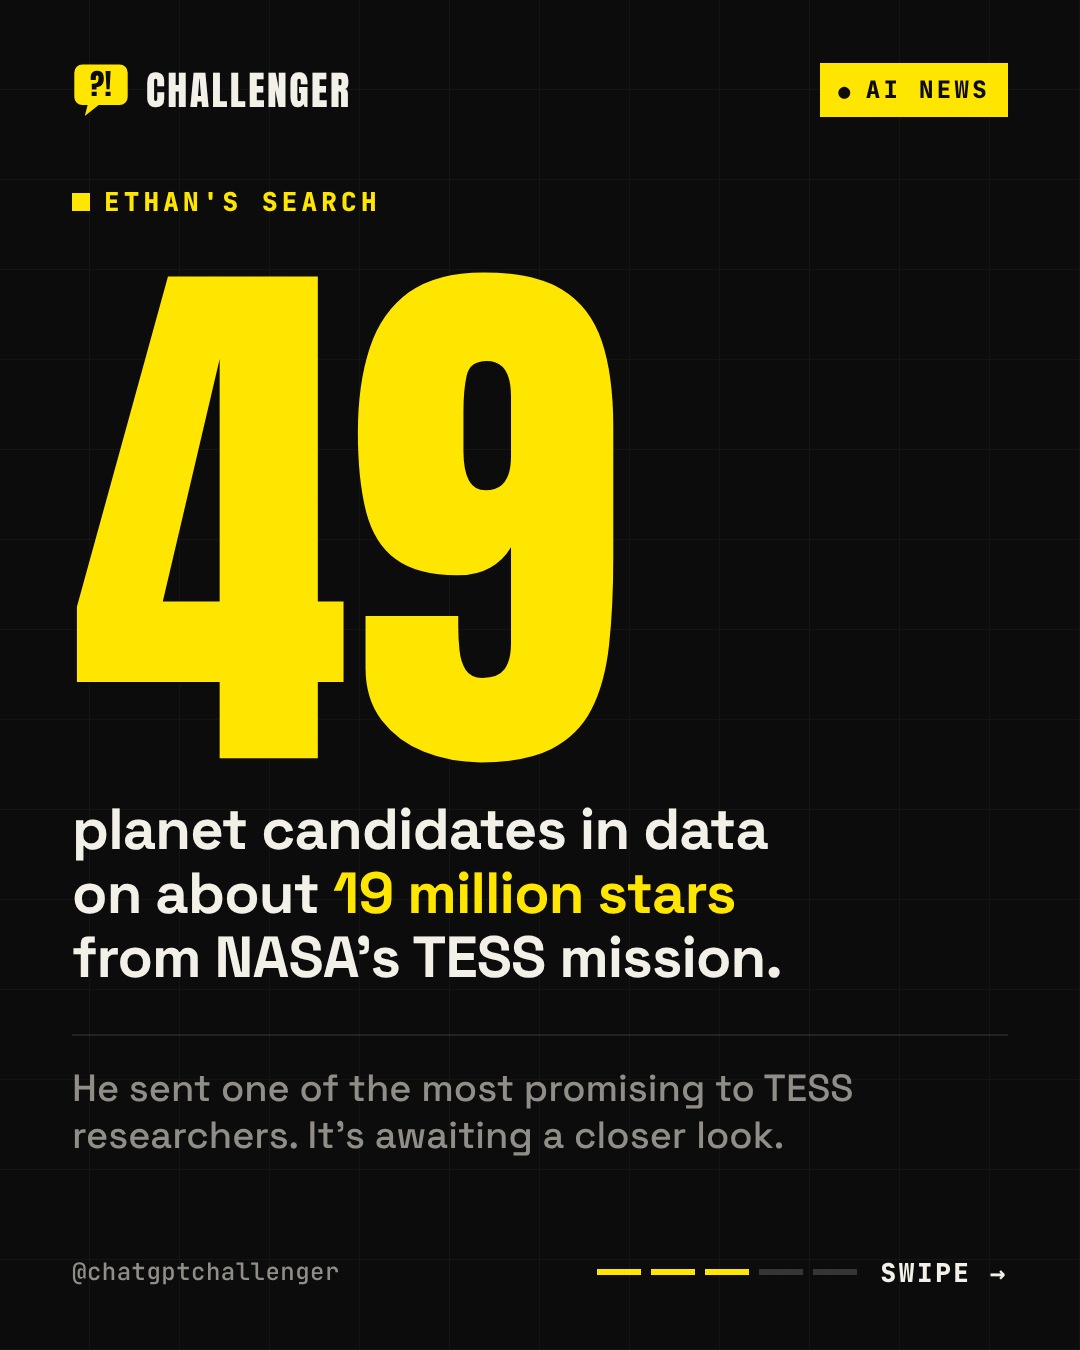 ?! CHALLENGER
● AI NEWS
ETHAN'S SEARCH
49
planet candidates in data
on about 19 million stars
from NASA’s TESS mission.
He sent one of the most promising to TESS
researchers. It’s awaiting a closer look.
@chatgptchallenger
SWIPE →